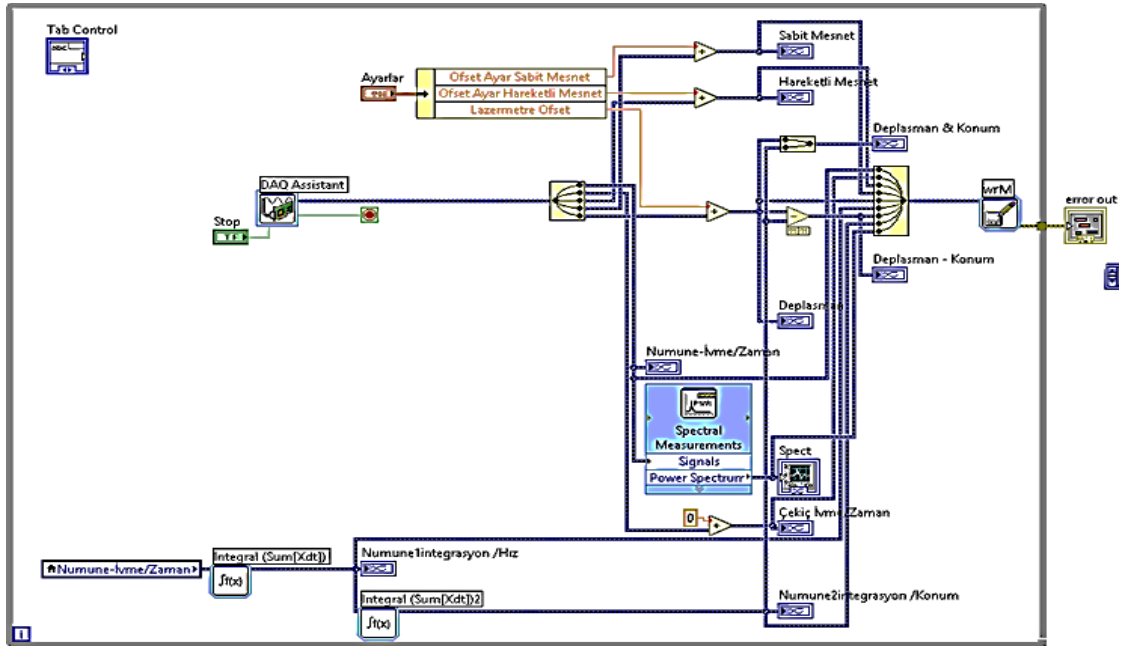 Tab Control
Sabit Mesnet
Ayarlar
Ofset Ayar Sabit Mesnet
Ofset Ayar Hareketli Mesnet
Lazermetre Ofset
Hareketli Mesnet
Deplasman & Konum
DAQ Assistant
Stop
TF
wrM
error out
Deplasman - Konum
Deplasman
Numune-İvme/Zaman
Spectral
Measurements
Signals
Power Spectrum
Spect
0
Çekiç İvme/Zaman
Numune-İvme/Zaman
Integral (Sum[Xdt])
∫f(x)
Numune1integrasyon /Hız
Integral (Sum[Xdt])2
∫f(x)
Numune2integrasyon /Konum
i